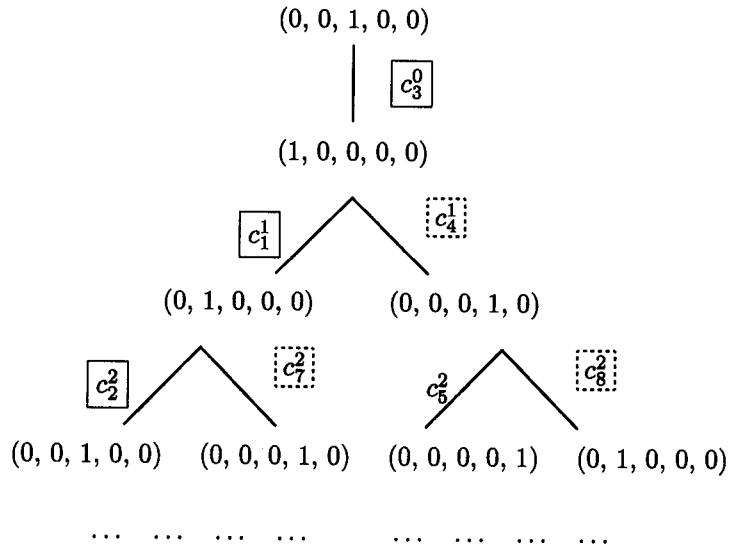 (0, 0, 1, 0, 0)
c_3^0
(1, 0, 0, 0, 0)
c_1^1 c_4^1
(0, 1, 0, 0, 0) (0, 0, 0, 1, 0)
c_2^2 c_7^2 c_5^2 c_8^2
(0, 0, 1, 0, 0) (0, 0, 0, 1, 0) (0, 0, 0, 0, 1) (0, 1, 0, 0, 0)
... ... ... ... ... ... ... ...